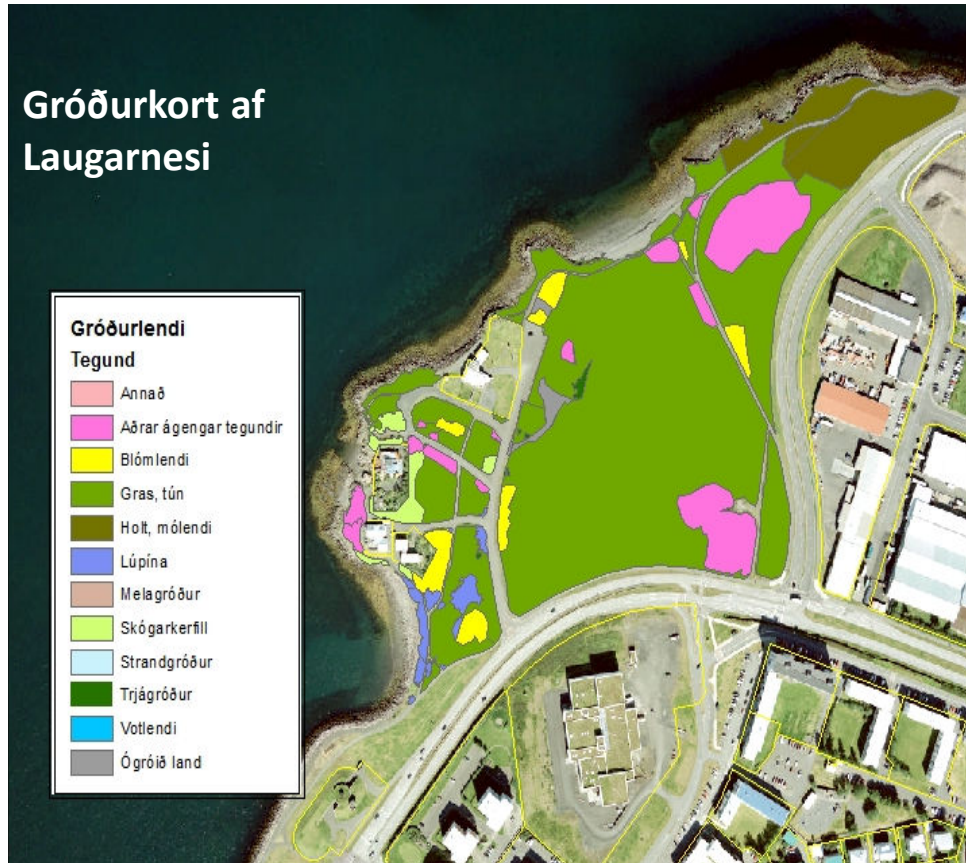 Gróðurkort af
Laugarnesi
Gróðurlendi
Tegund
Annað
Aðrar ágengar tegundir
Blómlendi
Gras, tún
Holt, mólendi
Lúpína
Melagróður
Skógarkerfill
Strandgróður
Trjágróður
Votlendi
Ógróið land